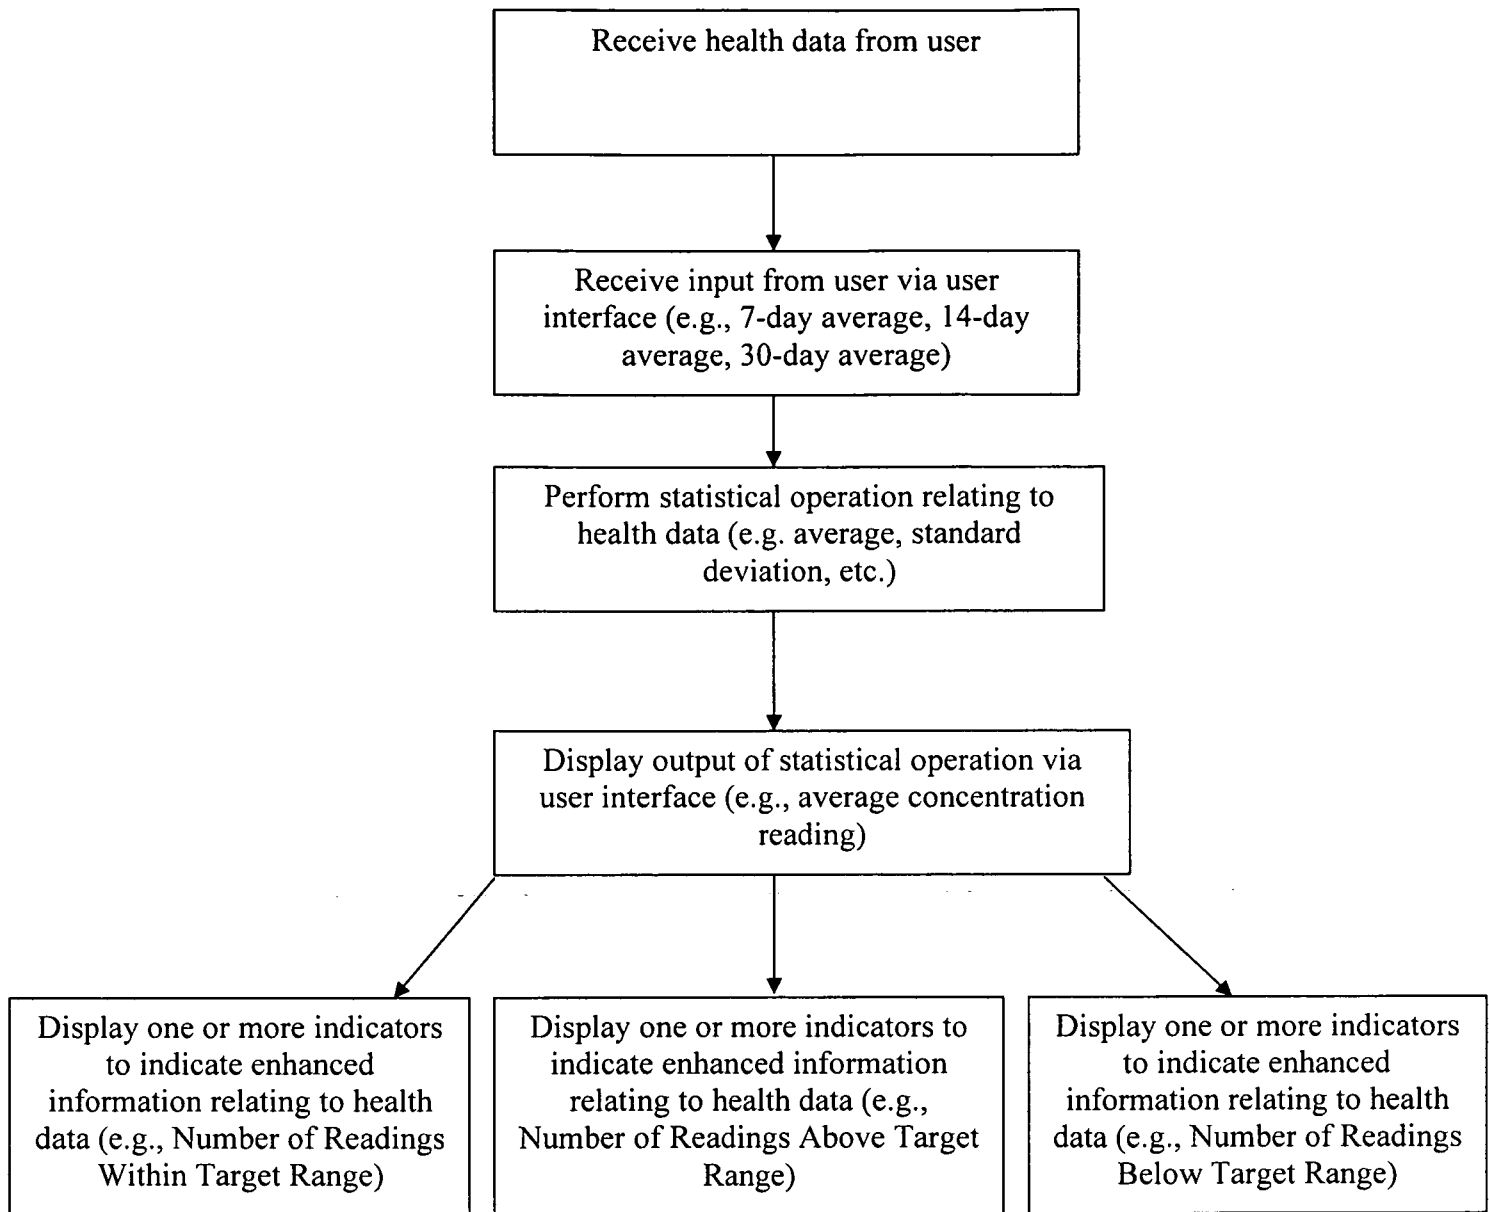 Receive health data from user
Receive input from user via user
interface (e.g., 7-day average, 14-day
average, 30-day average)
Perform statistical operation relating to
health data (e.g. average, standard
deviation, etc.)
Display output of statistical operation via
user interface (e.g., average concentration
reading)
Display one or more indicators
to indicate enhanced
information relating to health
data (e.g., Number of Readings
Within Target Range)
Display one or more indicators to
indicate enhanced information
relating to health data (e.g.,
Number of Readings Above Target
Range)
Display one or more indicators
to indicate enhanced
information relating to health
data (e.g., Number of Readings
Below Target Range)